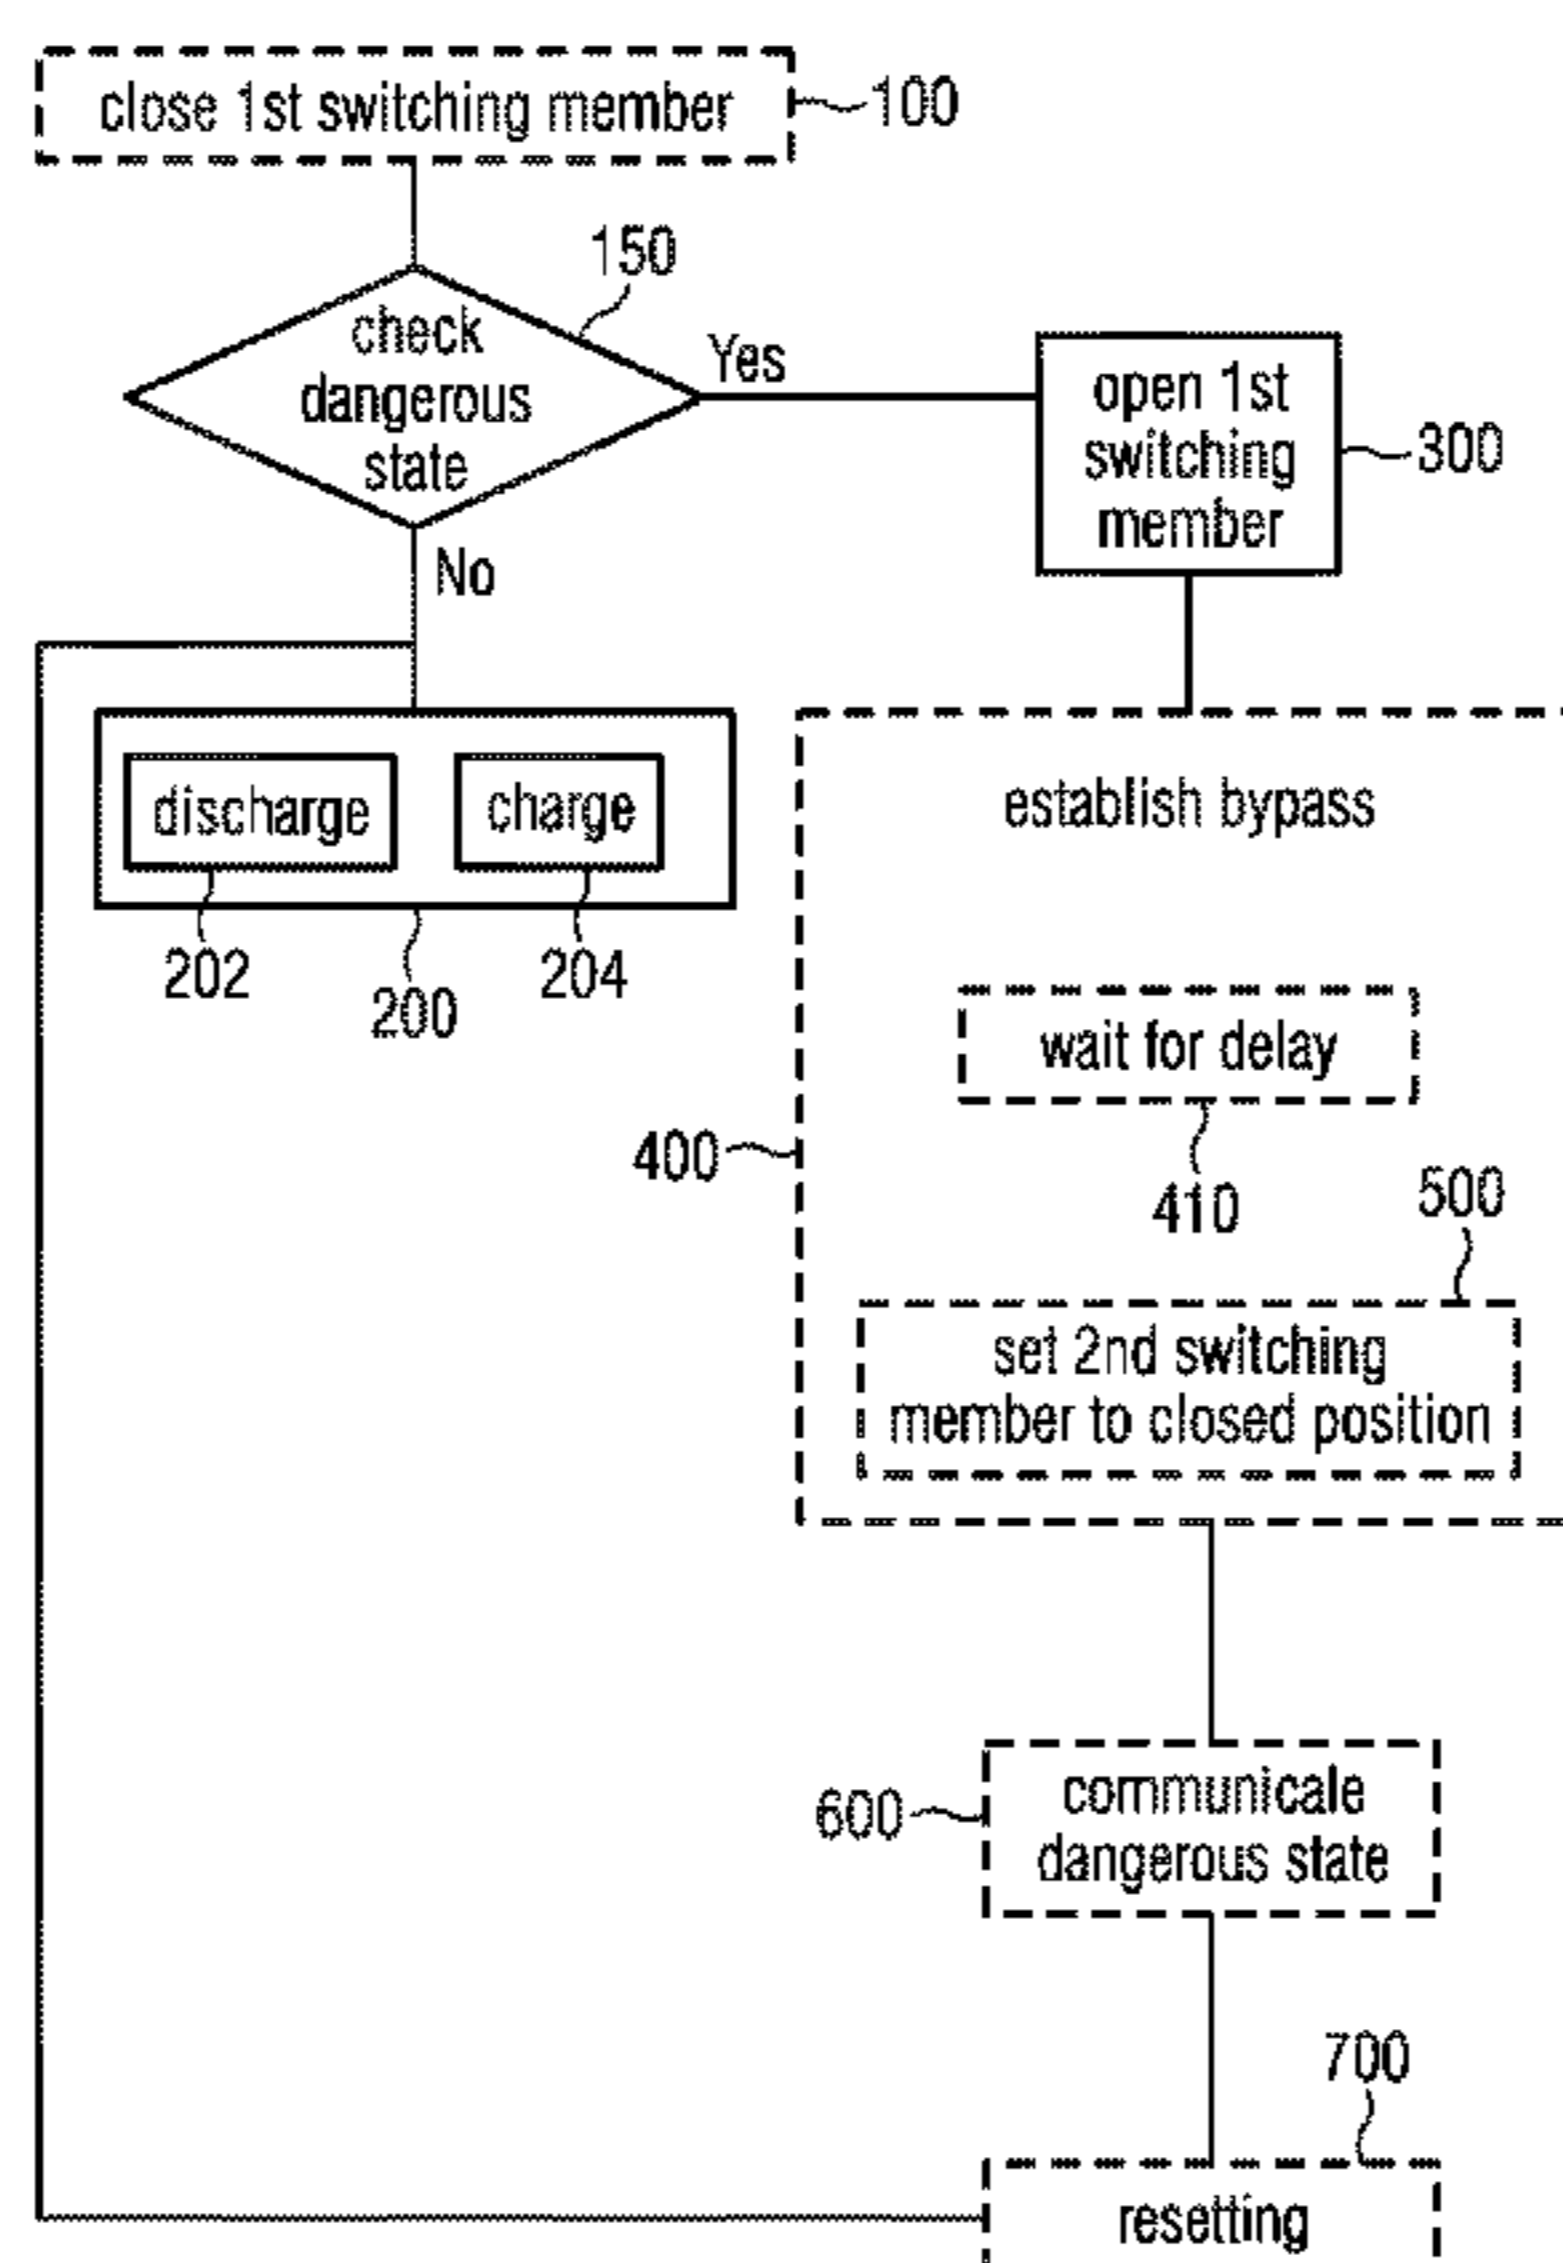 close 1st switching member
100
150
check
dangerous
state
Yes
No
open 1st
switching
member
300
discharge
charge
202
200
204
establish bypass
wait for delay
410
400
500
set 2nd switching
member to closed position
communicale
dangerous state
600
700
resetting